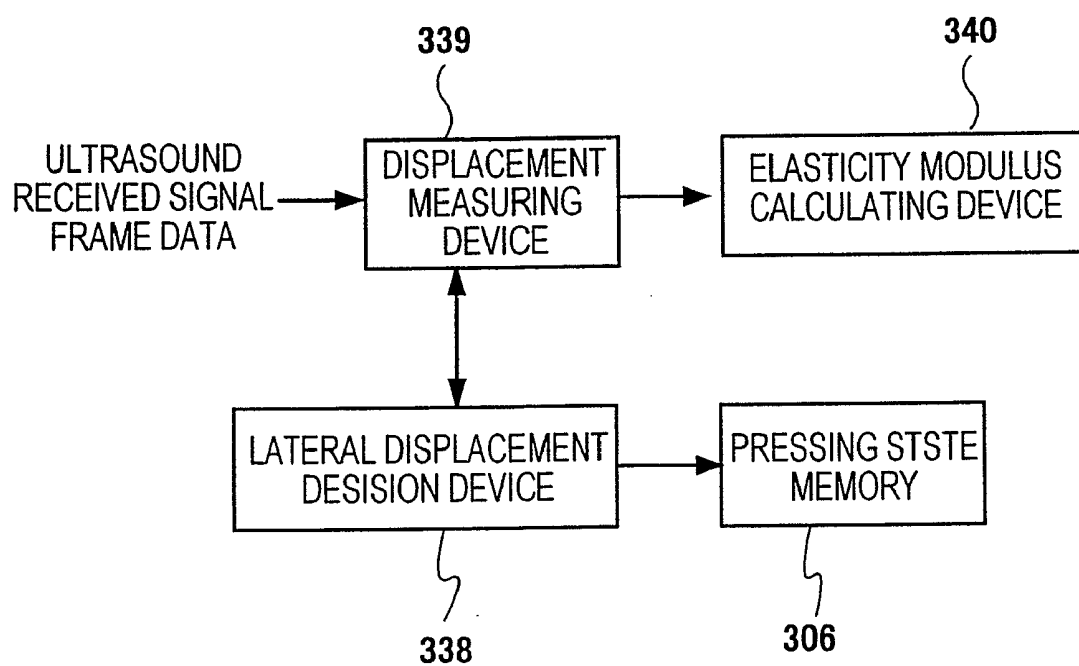 339
340
ULTRASOUND
RECEIVED SIGNAL
FRAME DATA
DISPLACEMENT
MEASURING
DEVICE
ELASTICITY MODULUS
CALCULATING DEVICE
LATERAL DISPLACEMENT
DESISION DEVICE
PRESSING STSTE
MEMORY
338
306